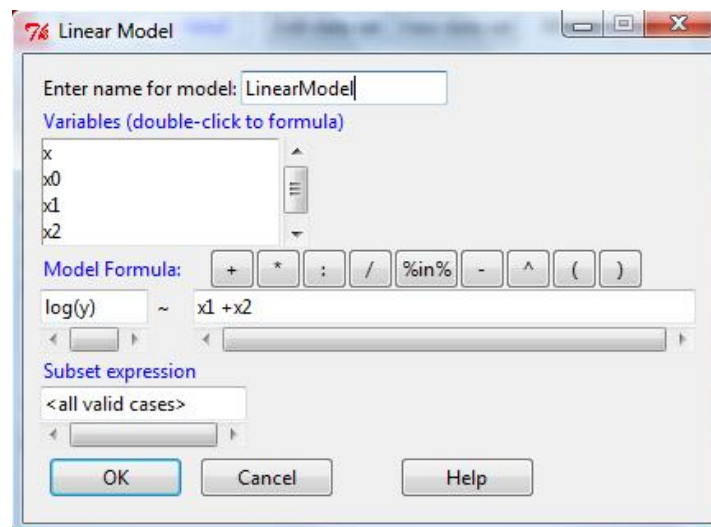 Linear Model
Enter name for model: LinearModel
Variables (double-click to formula)
x
x0
x1
x2
Model Formula: + * : / %in% - ^ ( )
log(y) ~ x1 +x2
Subset expression
<all valid cases>
OK Cancel Help